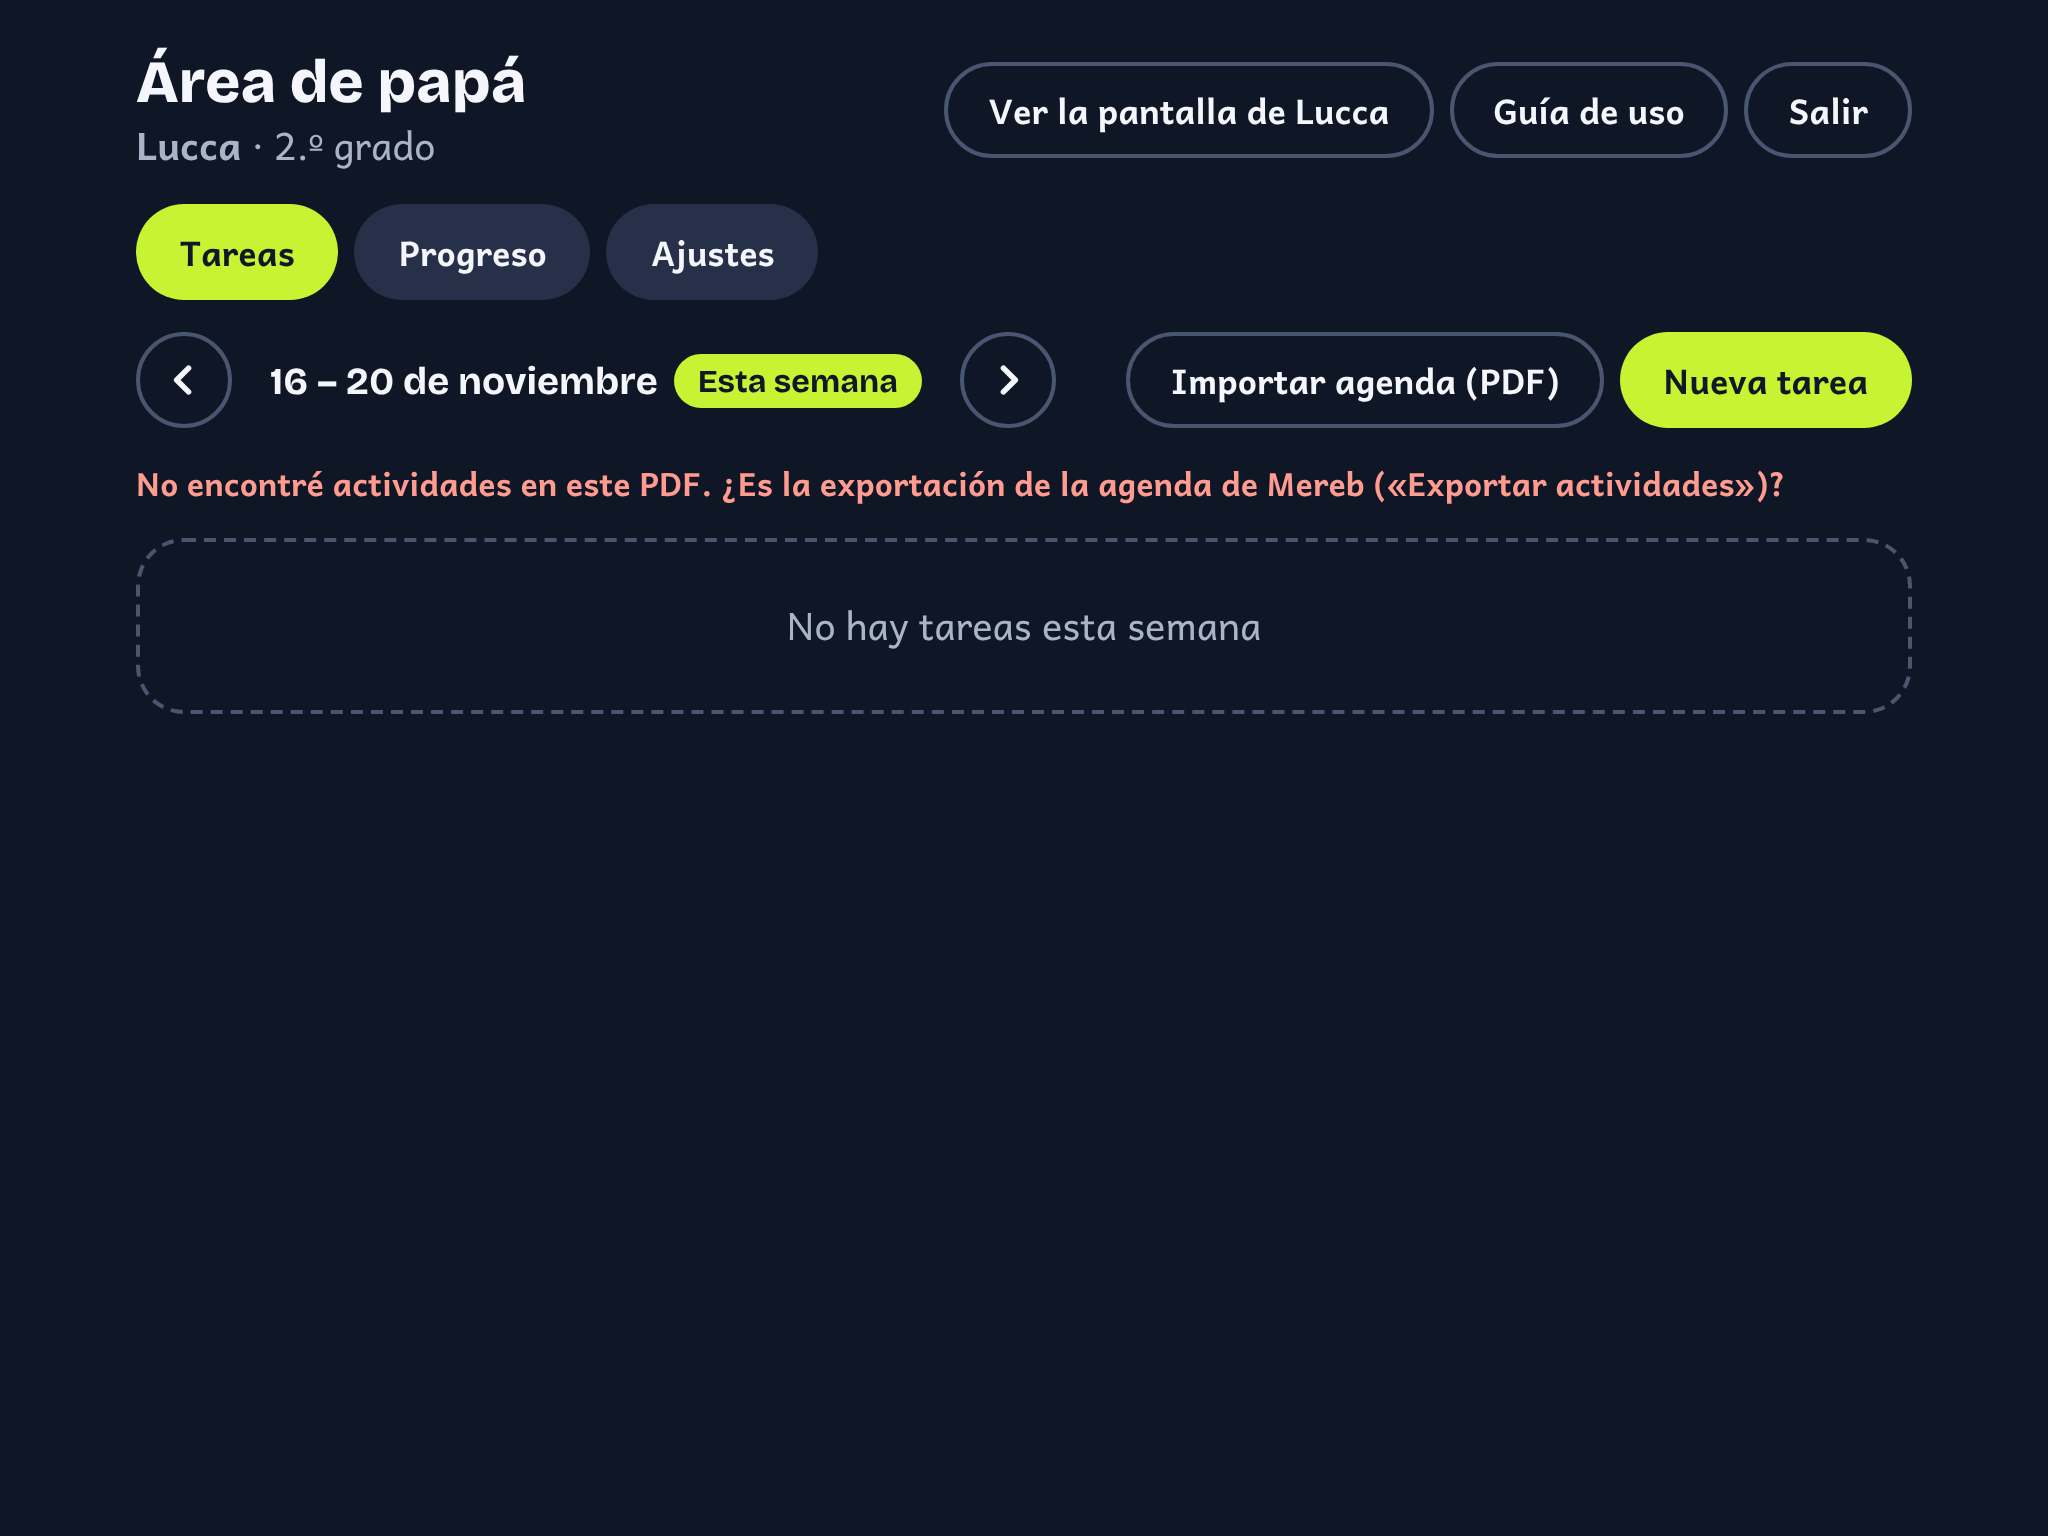 Área de papá
Lucca · 2.º grado
Ver la pantalla de Lucca
Guía de uso
Salir
Tareas
Progreso
Ajustes
16 – 20 de noviembre
Esta semana
Importar agenda (PDF)
Nueva tarea
No encontré actividades en este PDF. ¿Es la exportación de la agenda de Mereb («Exportar actividades»)?
No hay tareas esta semana